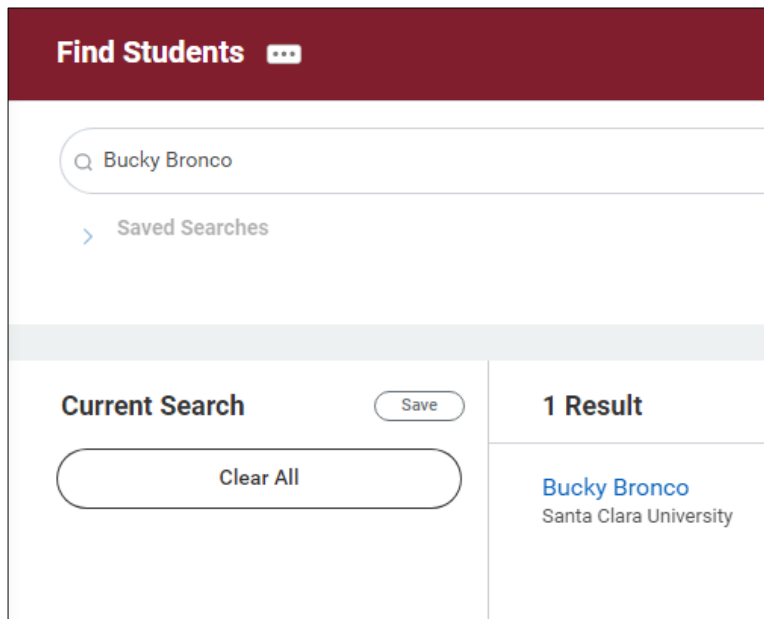 Find Students
Bucky Bronco
Saved Searches
Current Search
Save
Clear All
1 Result
Bucky Bronco
Santa Clara University